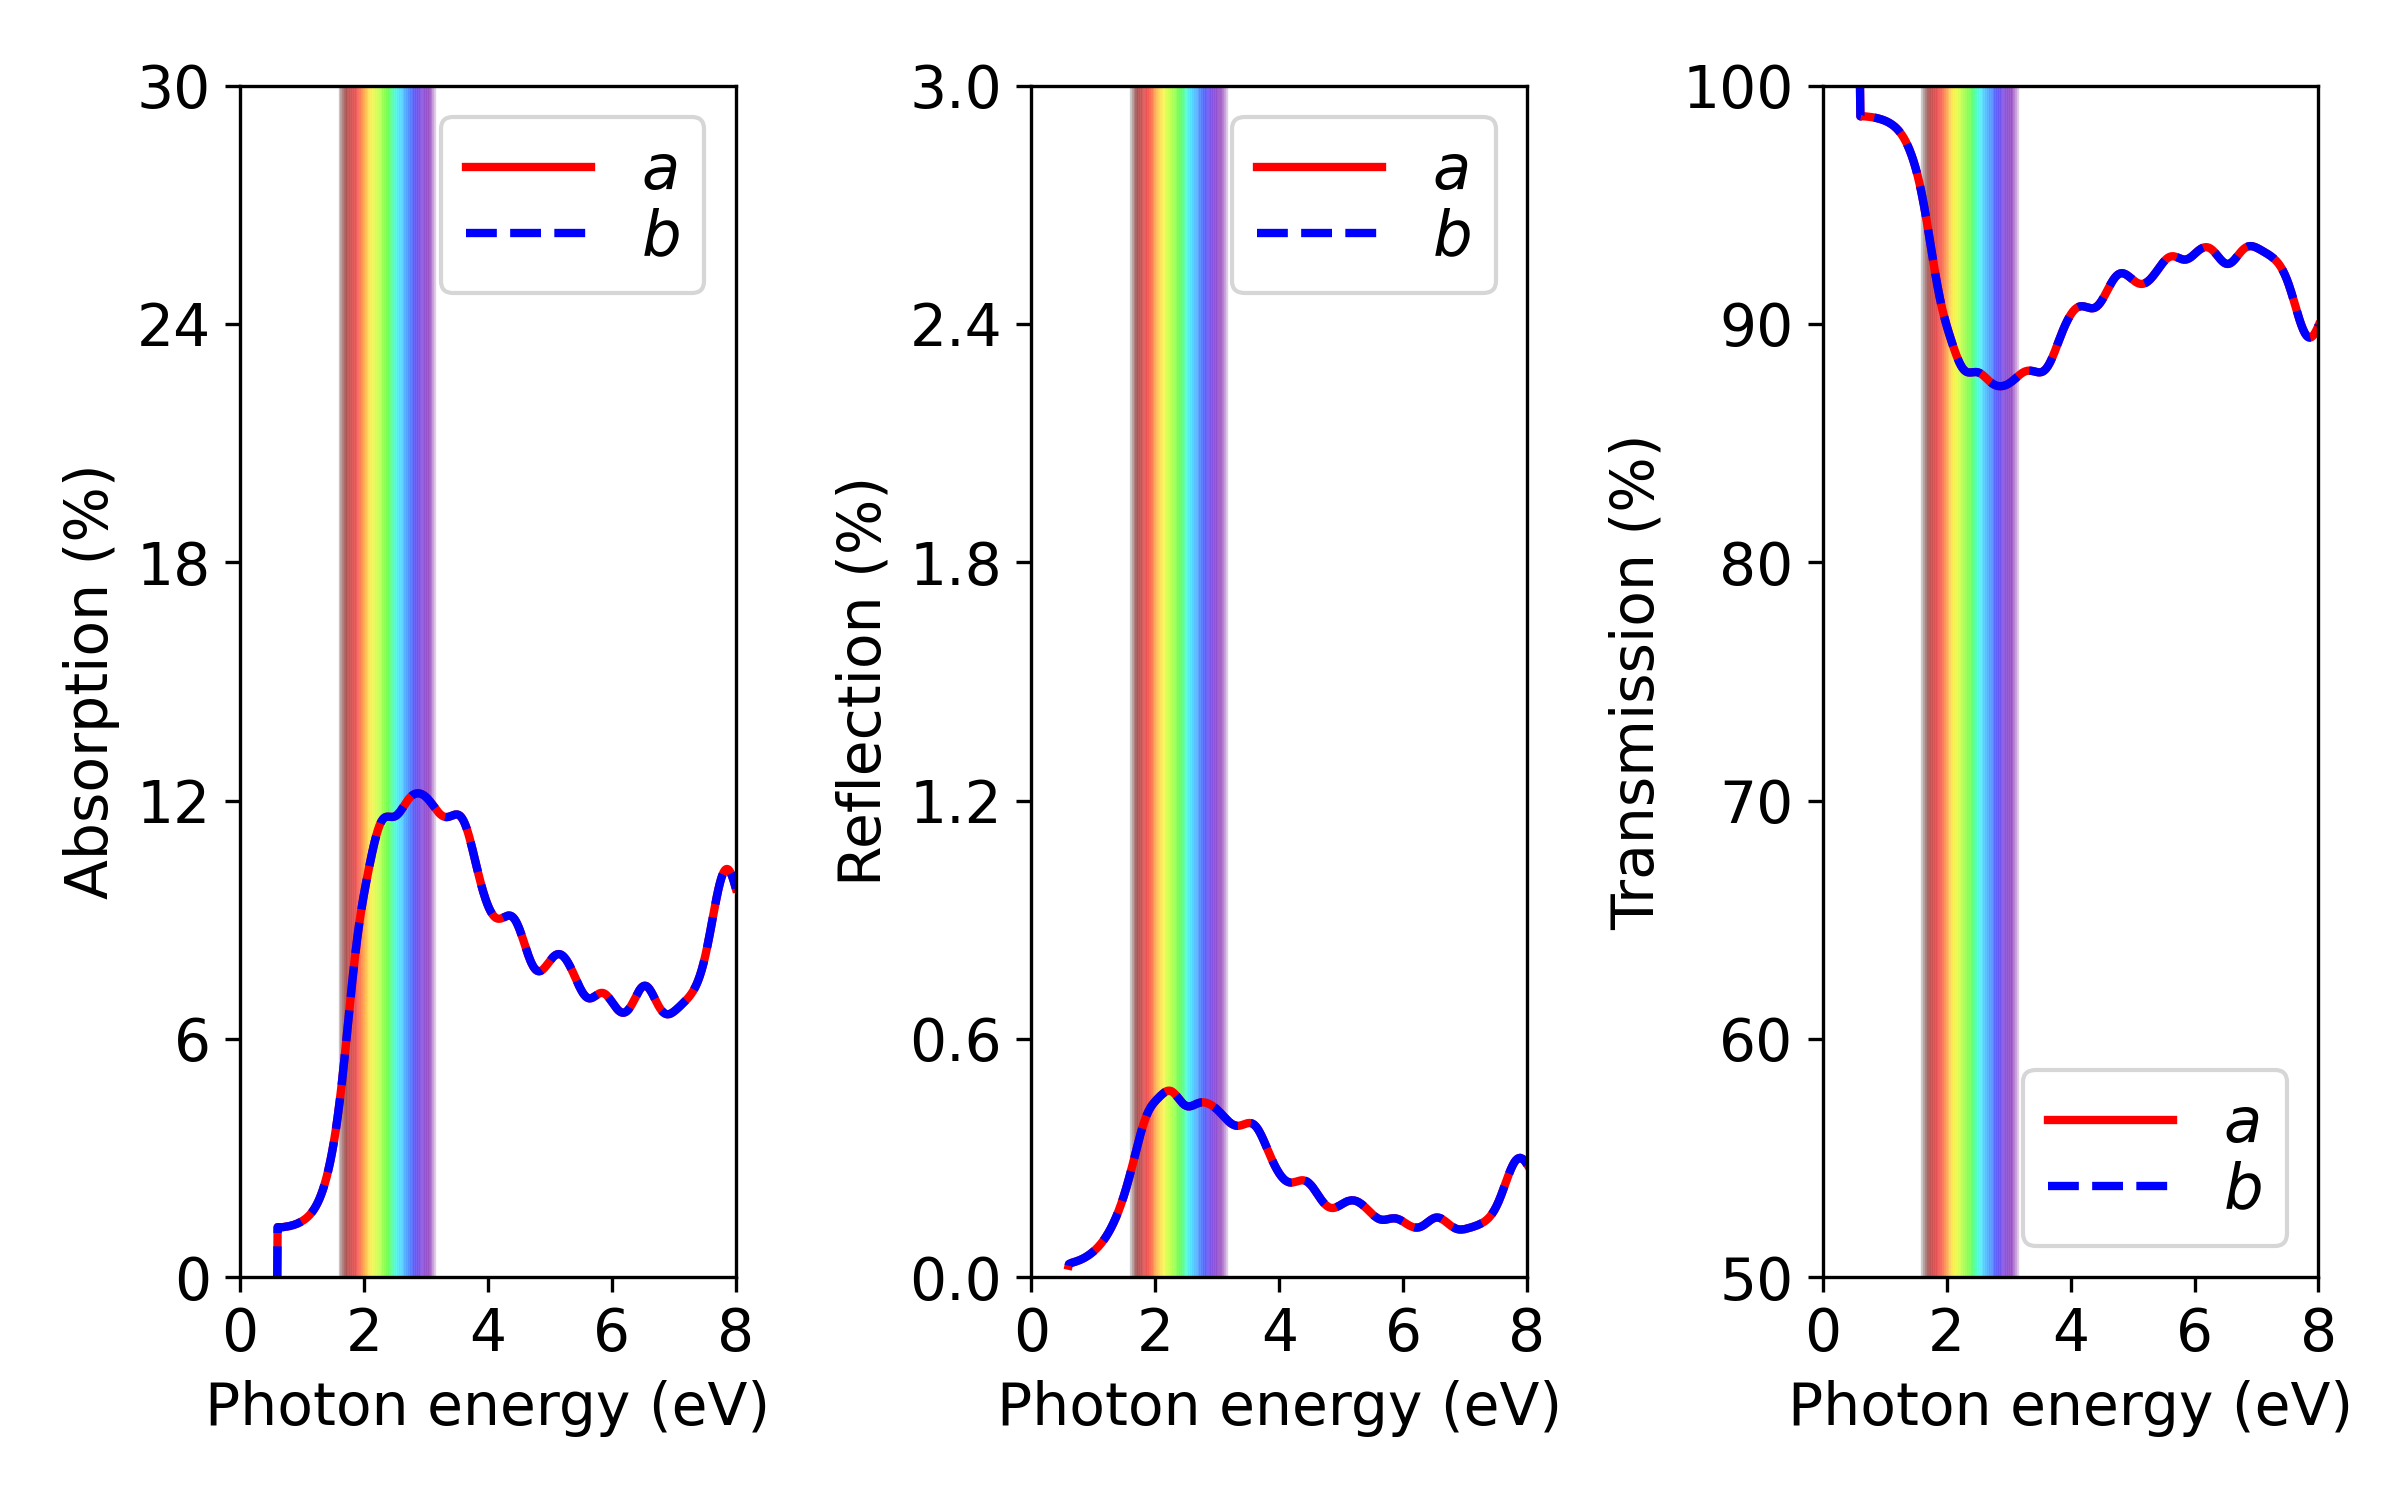 30
24
18
12
6
0
Absorption (%)
0 2 4 6 8
Photon energy (eV)
a
b
3.0
2.4
1.8
1.2
0.6
0.0
Reflection (%)
0 2 4 6 8
Photon energy (eV)
a
b
100
90
80
70
60
50
Transmission (%)
0 2 4 6 8
Photon energy (eV)
a
b